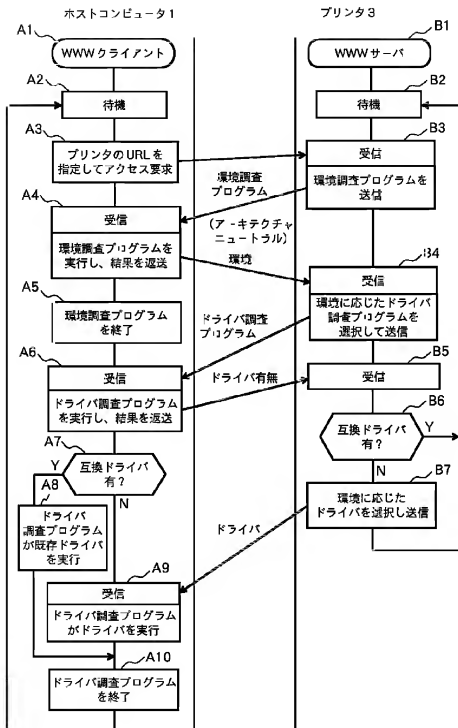 ホストコンピュータ1
プリンタ3
A1
WWWクライアント
B1
WWWサーバ
A2
待機
B2
待機
A3
プリンタのURLを
指定してアクセス要求
B3
受信
環境調査プログラムを
送信
環境調査
プログラム
(アーキテクチャ
ニュートラル)
A4
受信
環境調査プログラムを
実行し、結果を返送
環境
B4
受信
環境に応じたドライバ
調査プログラムを
選択して送信
A5
環境調査プログラム
を終了
ドライバ調査
プログラム
A6
受信
ドライバ調査プログラム
を実行し、結果を返送
ドライバ有無
B5
受信
B6
互換ドライバ
有?
Y
N
A7
互換ドライバ
有?
Y
N
B7
環境に応じた
ドライバを選択し送信
A8
ドライバ
調査プログラム
が既存ドライバ
を実行
ドライバ
A9
受信
ドライバ調査プログラム
がドライバを実行
A10
ドライバ調査プログラム
を終了